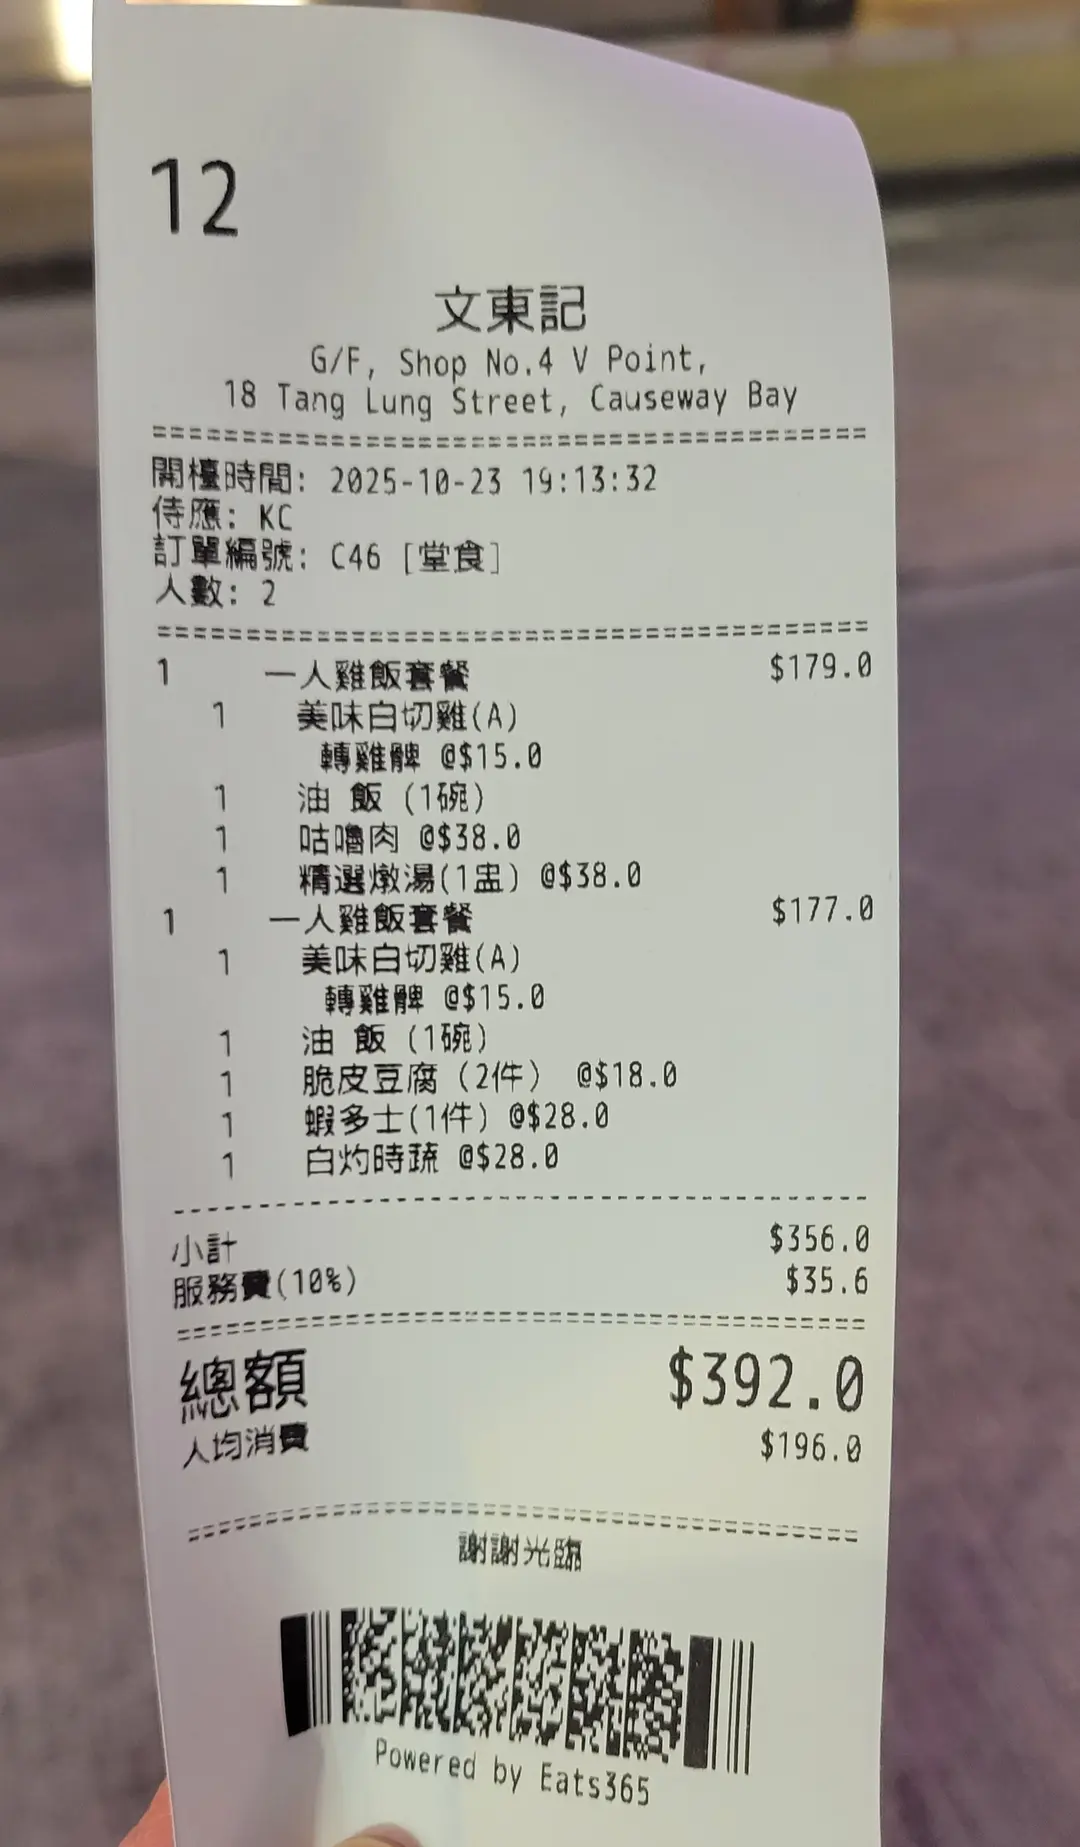 12
文東記
G/F, Shop No.4 V Point,
18 Tang Lung Street, Causeway Bay
開檯時間: 2025-10-23 19:13:32
侍應: KC
訂單編號: C46 [堂食]
人數: 2
1 一人雞飯套餐 $179.0
1 美味白切雞(A)
轉雞髀 @$15.0
1 油 飯 (1碗)
1 咕嚕肉 @$38.0
1 精選燉湯(1盅) @$38.0
1 一人雞飯套餐 $177.0
1 美味白切雞(A)
轉雞髀 @$15.0
1 油 飯 (1碗)
1 脆皮豆腐 (2件) @$18.0
1 蝦多士(1件) @$28.0
1 白灼時蔬 @$28.0
小計 $356.0
服務費(10%) $35.6
總額 $392.0
人均消費 $196.0
謝謝光臨
Powered by Eats365